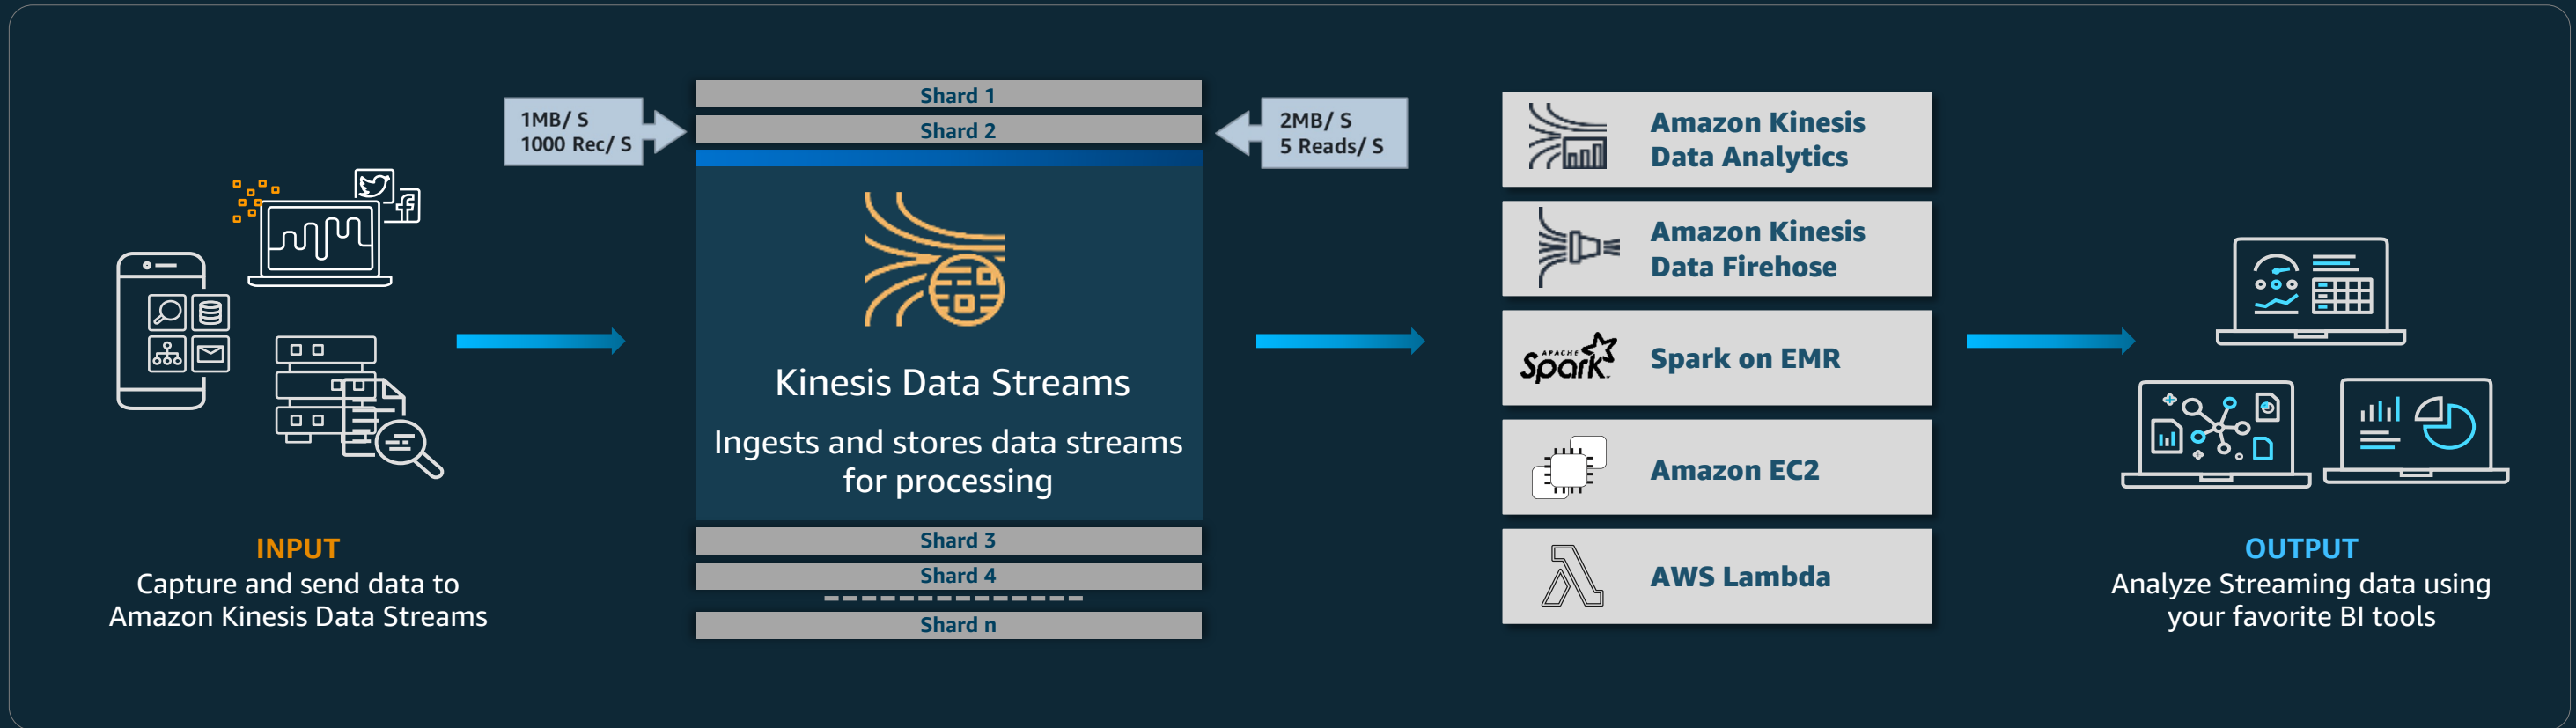 1MB/ S
1000 Rec/ S
INPUT
Capture and send data to
Amazon Kinesis Data Streams
Shard 1
Shard 2
Kinesis Data Streams
Ingests and stores data streams
for processing
Shard 3
Shard 4
Shard n
2MB/ S
5 Reads/ S
Amazon Kinesis
Data Analytics
Amazon Kinesis
Data Firehose
APACHE
Spark
Spark on EMR
Amazon EC2
AWS Lambda
OUTPUT
Analyze Streaming data using
your favorite BI tools